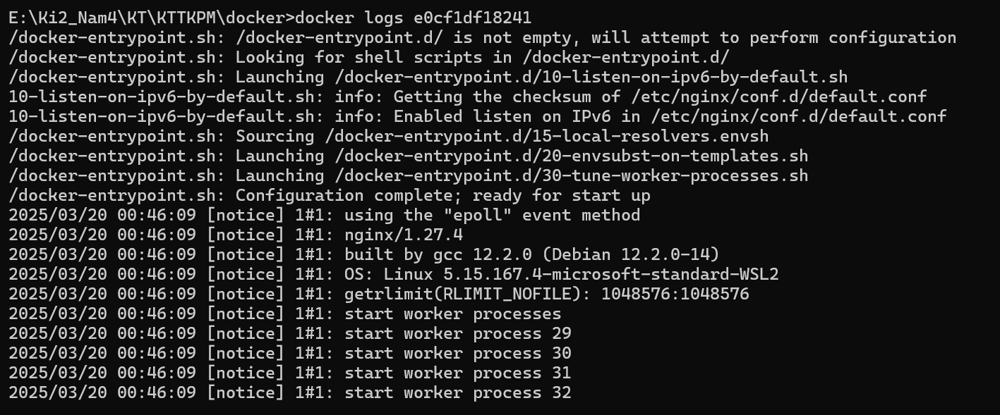 E:\Ki2_Nam4\KT\KTTKPM\docker>docker logs e0cf1df18241
/docker-entrypoint.sh: /docker-entrypoint.d/ is not empty, will attempt to perform configuration
/docker-entrypoint.sh: Looking for shell scripts in /docker-entrypoint.d/
/docker-entrypoint.sh: Launching /docker-entrypoint.d/10-listen-on-ipv6-by-default.sh
10-listen-on-ipv6-by-default.sh: info: Getting the checksum of /etc/nginx/conf.d/default.conf
10-listen-on-ipv6-by-default.sh: info: Enabled listen on IPv6 in /etc/nginx/conf.d/default.conf
/docker-entrypoint.sh: Sourcing /docker-entrypoint.d/15-local-resolvers.envsh
/docker-entrypoint.sh: Launching /docker-entrypoint.d/20-envsubst-on-templates.sh
/docker-entrypoint.sh: Launching /docker-entrypoint.d/30-tune-worker-processes.sh
/docker-entrypoint.sh: Configuration complete; ready for start up
2025/03/20 00:46:09 [notice] 1#1: using the "epoll" event method
2025/03/20 00:46:09 [notice] 1#1: nginx/1.27.4
2025/03/20 00:46:09 [notice] 1#1: built by gcc 12.2.0 (Debian 12.2.0-14)
2025/03/20 00:46:09 [notice] 1#1: OS: Linux 5.15.167.4-microsoft-standard-WSL2
2025/03/20 00:46:09 [notice] 1#1: getrlimit(RLIMIT_NOFILE): 1048576:1048576
2025/03/20 00:46:09 [notice] 1#1: start worker processes
2025/03/20 00:46:09 [notice] 1#1: start worker process 29
2025/03/20 00:46:09 [notice] 1#1: start worker process 30
2025/03/20 00:46:09 [notice] 1#1: start worker process 31
2025/03/20 00:46:09 [notice] 1#1: start worker process 32